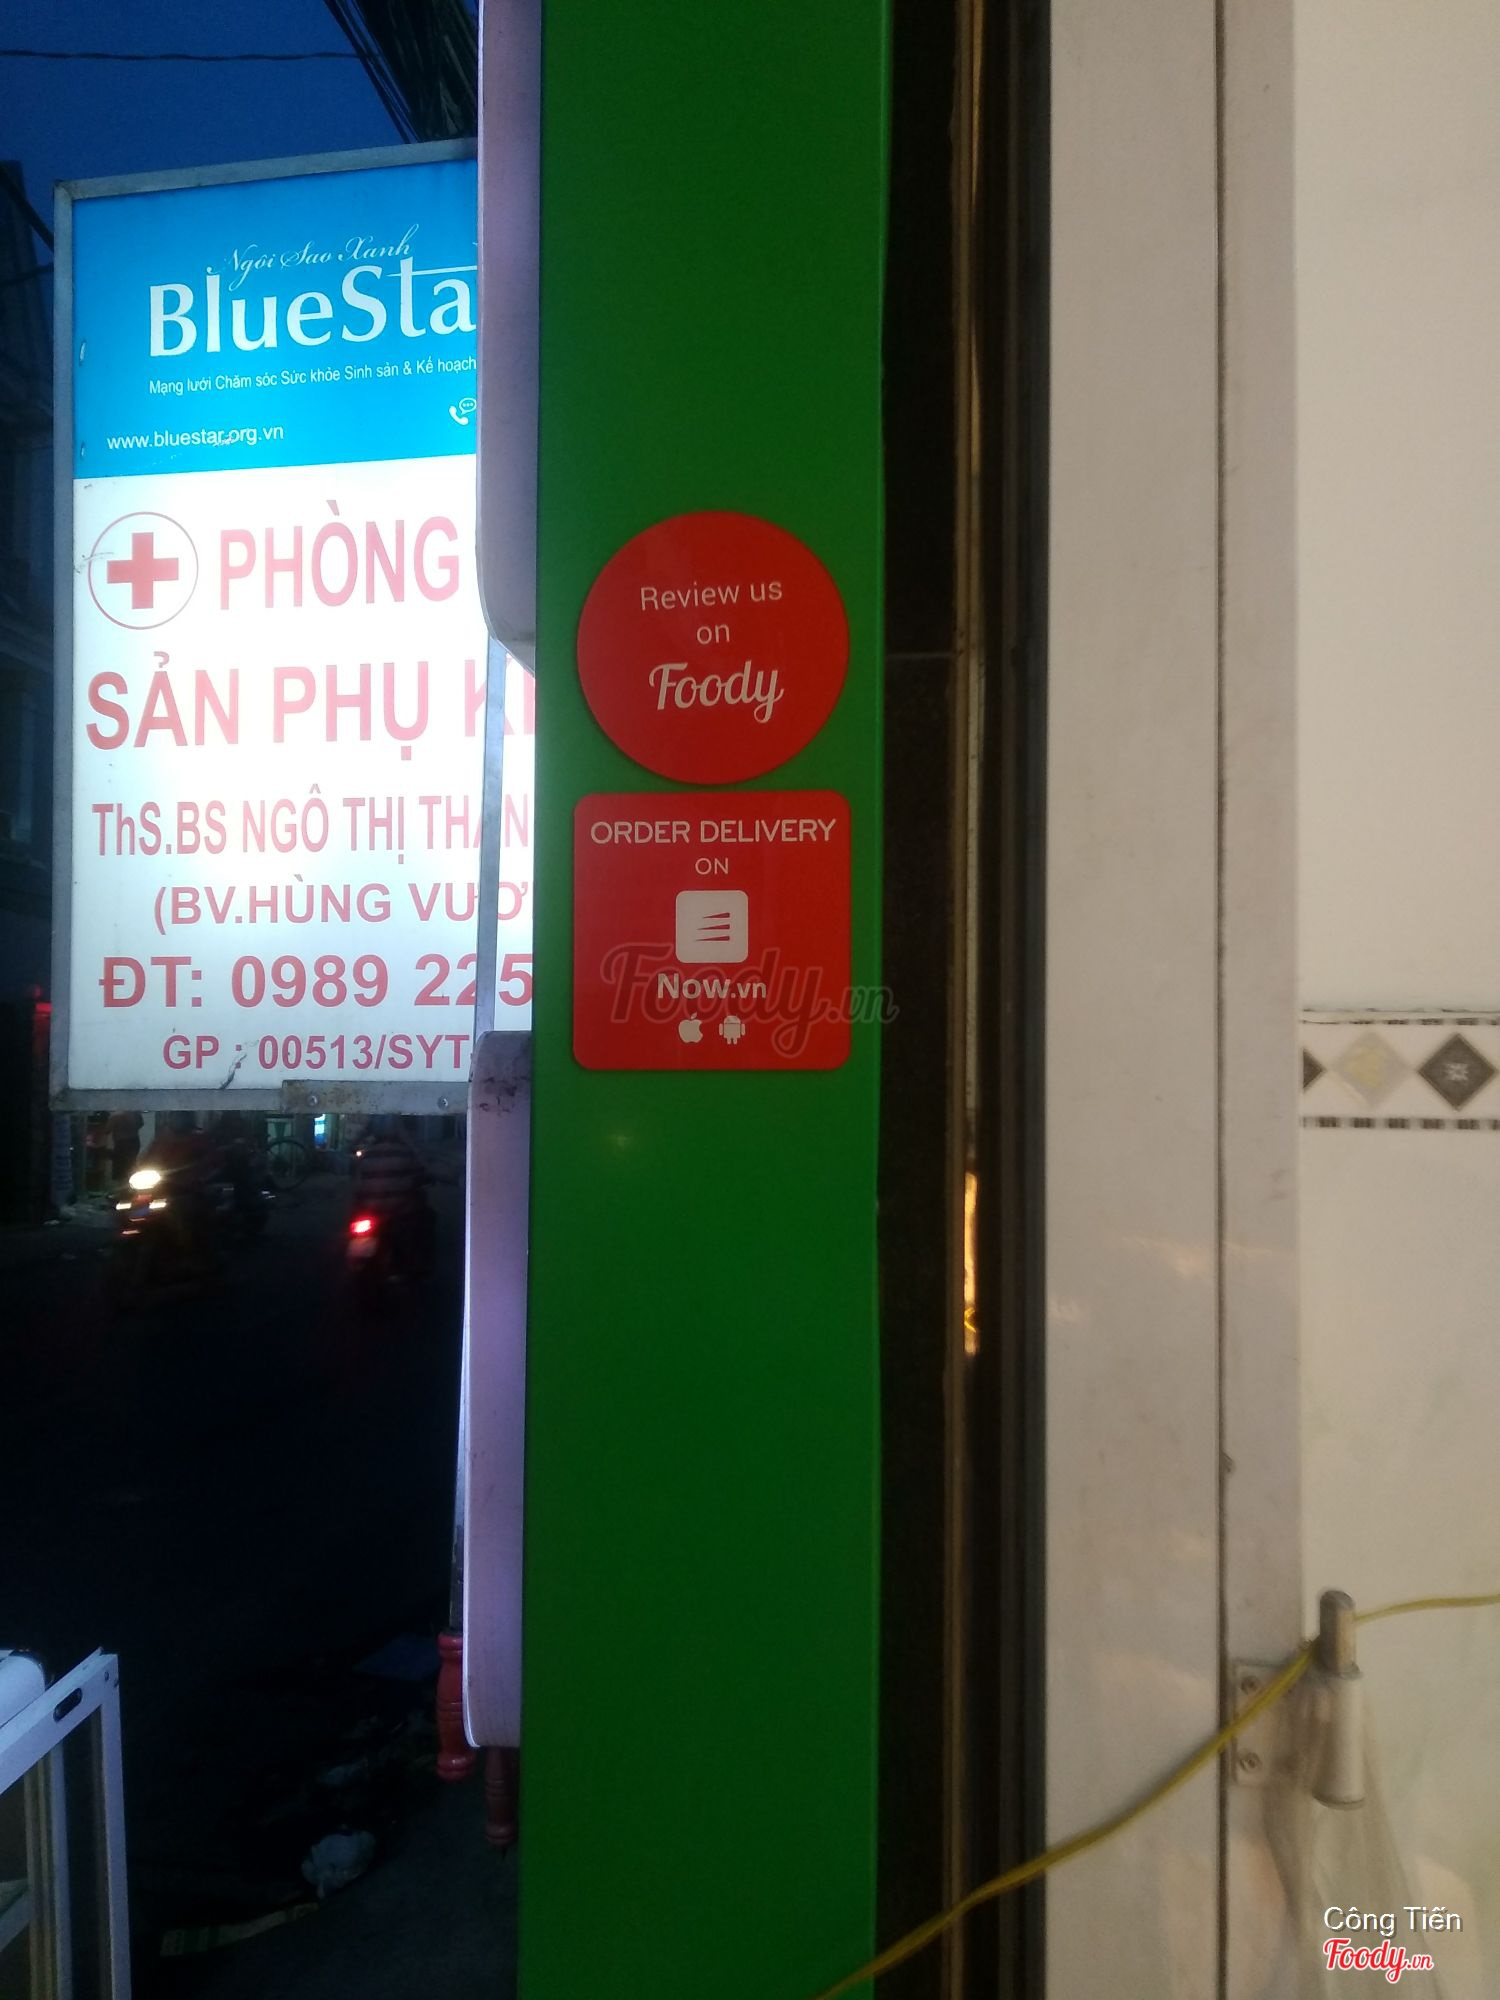 Ngôi Sao Xanh
BlueSta
Mạng lưới Chăm sóc Sức khỏe Sinh sản & Kế hoạch
www.bluestar.org.vn
PHÒNG
SẢN PHỤ
ThS.BS NGÔ THỊ
(BV.HÙNG VƯƠ
ĐT: 0989 225
GP : 00513/SYT-
Review us
on
Foody
ORDER DELIVERY
ON
Now.vn
Foody.vn
Công Tiến
Foody.vn